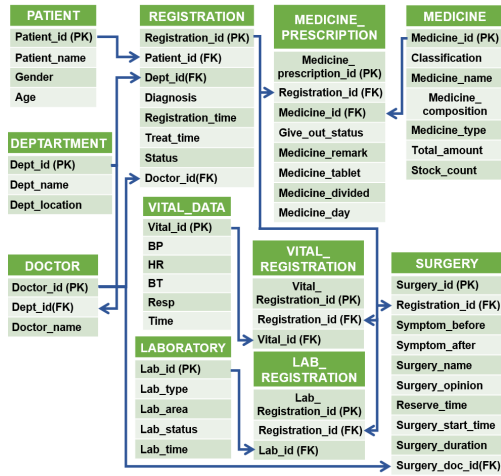 PATIENT
Patient_id (PK)
Patient_name
Gender
Age
REGISTRATION
Registration_id (PK)
Patient_id (FK)
Dept_id(FK)
Diagnosis
Registration_time
Treat_time
Status
Doctor_id(FK)
MEDICINE_
PRESCRIPTION
Medicine_
prescription_id (PK)
Registration_id (FK)
Medicine_id (FK)
Give_out_status
Medicine_remark
Medicine_tablet
Medicine_divided
Medicine_day
MEDICINE
Medicine_id (PK)
Classification
Medicine_name
Medicine_
composition
Medicine_type
Total_amount
Stock_count
DEPTARTMENT
Dept_id (PK)
Dept_name
Dept_location
DOCTOR
Doctor_id (PK)
Dept_id(FK)
Doctor_name
VITAL_DATA
Vital_id (PK)
BP
HR
BT
Resp
Time
LABORATORY
Lab_id (PK)
Lab_type
Lab_area
Lab_status
Lab_time
VITAL_
REGISTRATION
Vital_
Registration_id (PK)
Registration_id (FK)
Vital_id (FK)
LAB_
REGISTRATION
Lab_
Registration_id (PK)
Registration_id (FK)
Lab_id (FK)
SURGERY
Surgery_id (PK)
Registration_id (FK)
Symptom_before
Symptom_after
Surgery_name
Surgery_opinion
Reserve_time
Surgery_start_time
Surgery_duration
Surgery_doc_id(FK)